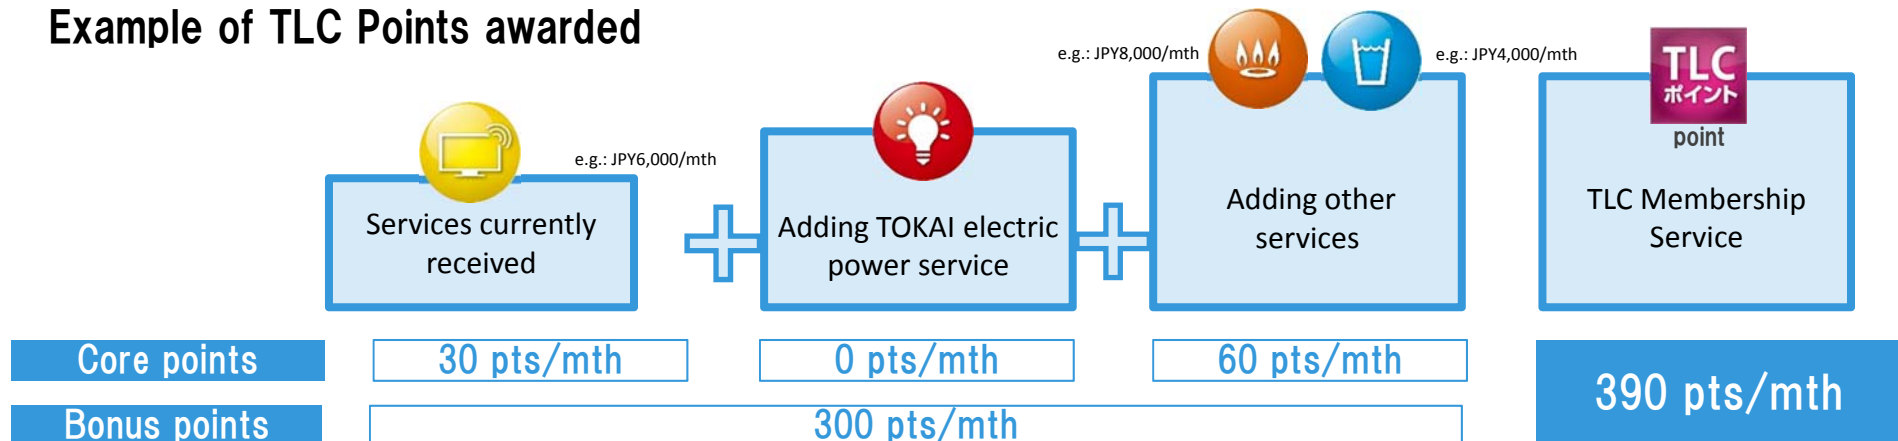 Example of TLC Points awarded
e.g.: JPY6,000/mth
e.g.: JPY8,000/mth
e.g.: JPY4,000/mth
TLC
ポイント
point
Services currently
received
Adding TOKAI electric
power service
Adding other
services
TLC Membership
Service
Core points
30 pts/mth
0 pts/mth
60 pts/mth
390 pts/mth
Bonus points
300 pts/mth